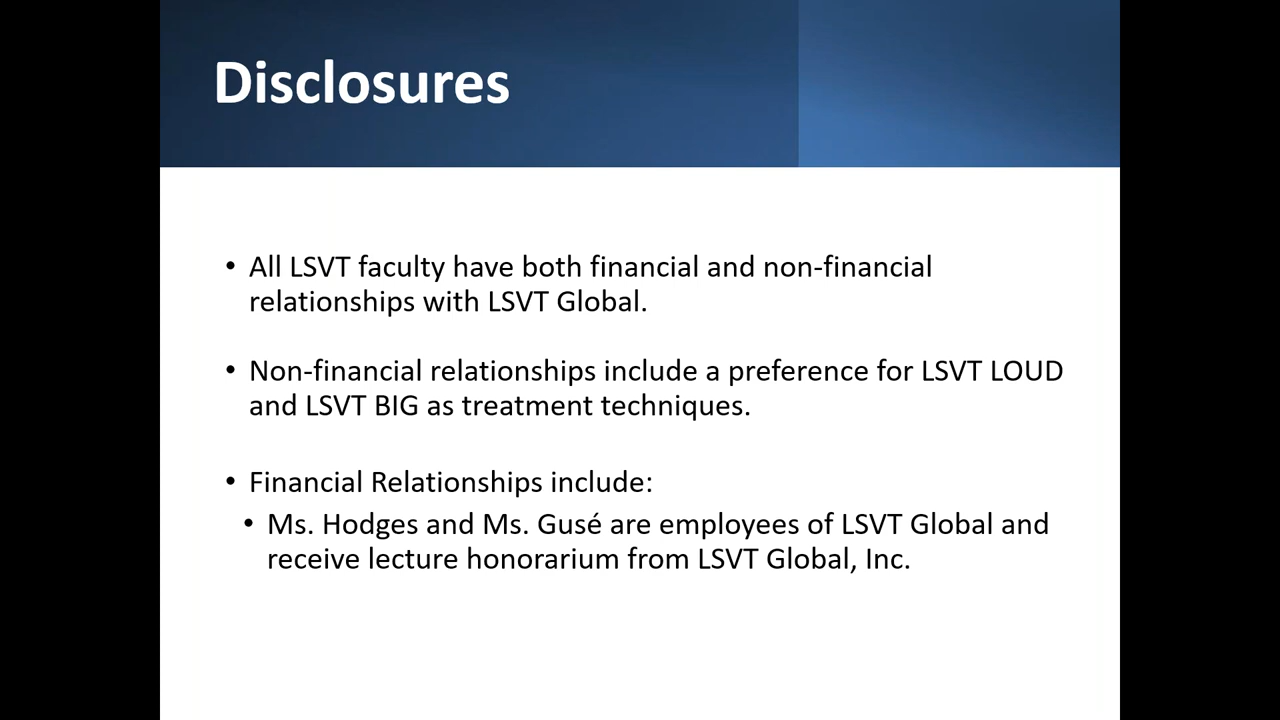 Disclosures
• All LSVT faculty have both financial and non-financial
relationships with LSVT Global.
• Non-financial relationships include a preference for LSVT LOUD
and LSVT BIG as treatment techniques.
• Financial Relationships include:
• Ms. Hodges and Ms. Gusé are employees of LSVT Global and
receive lecture honorarium from LSVT Global, Inc.